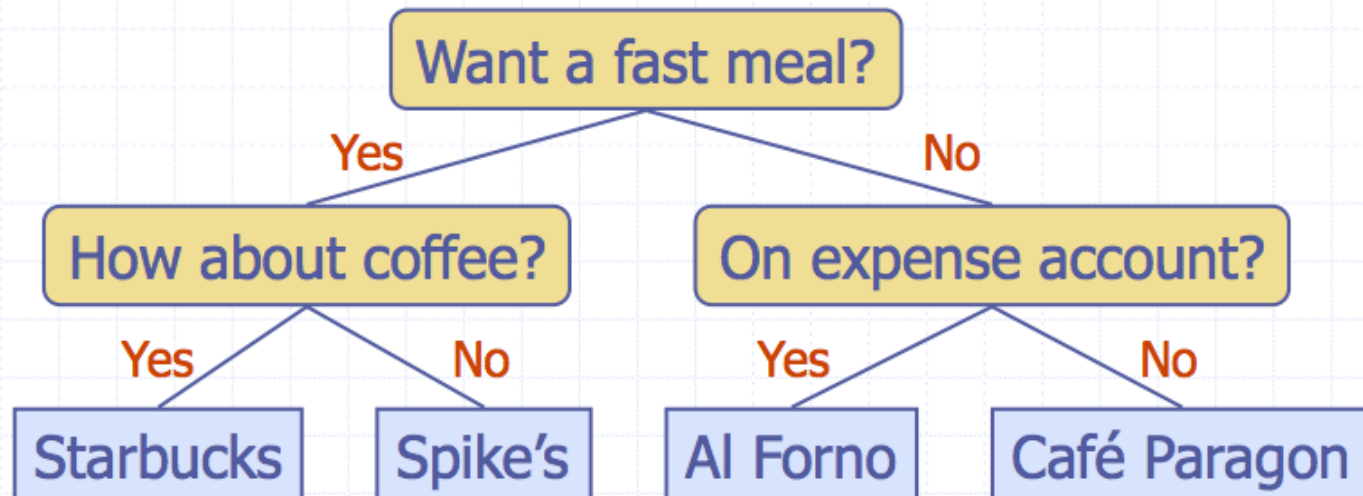 Want a fast meal?
Yes
No
How about coffee?
On expense account?
Yes
No
Yes
No
Starbucks
Spike’s
Al Forno
Café Paragon